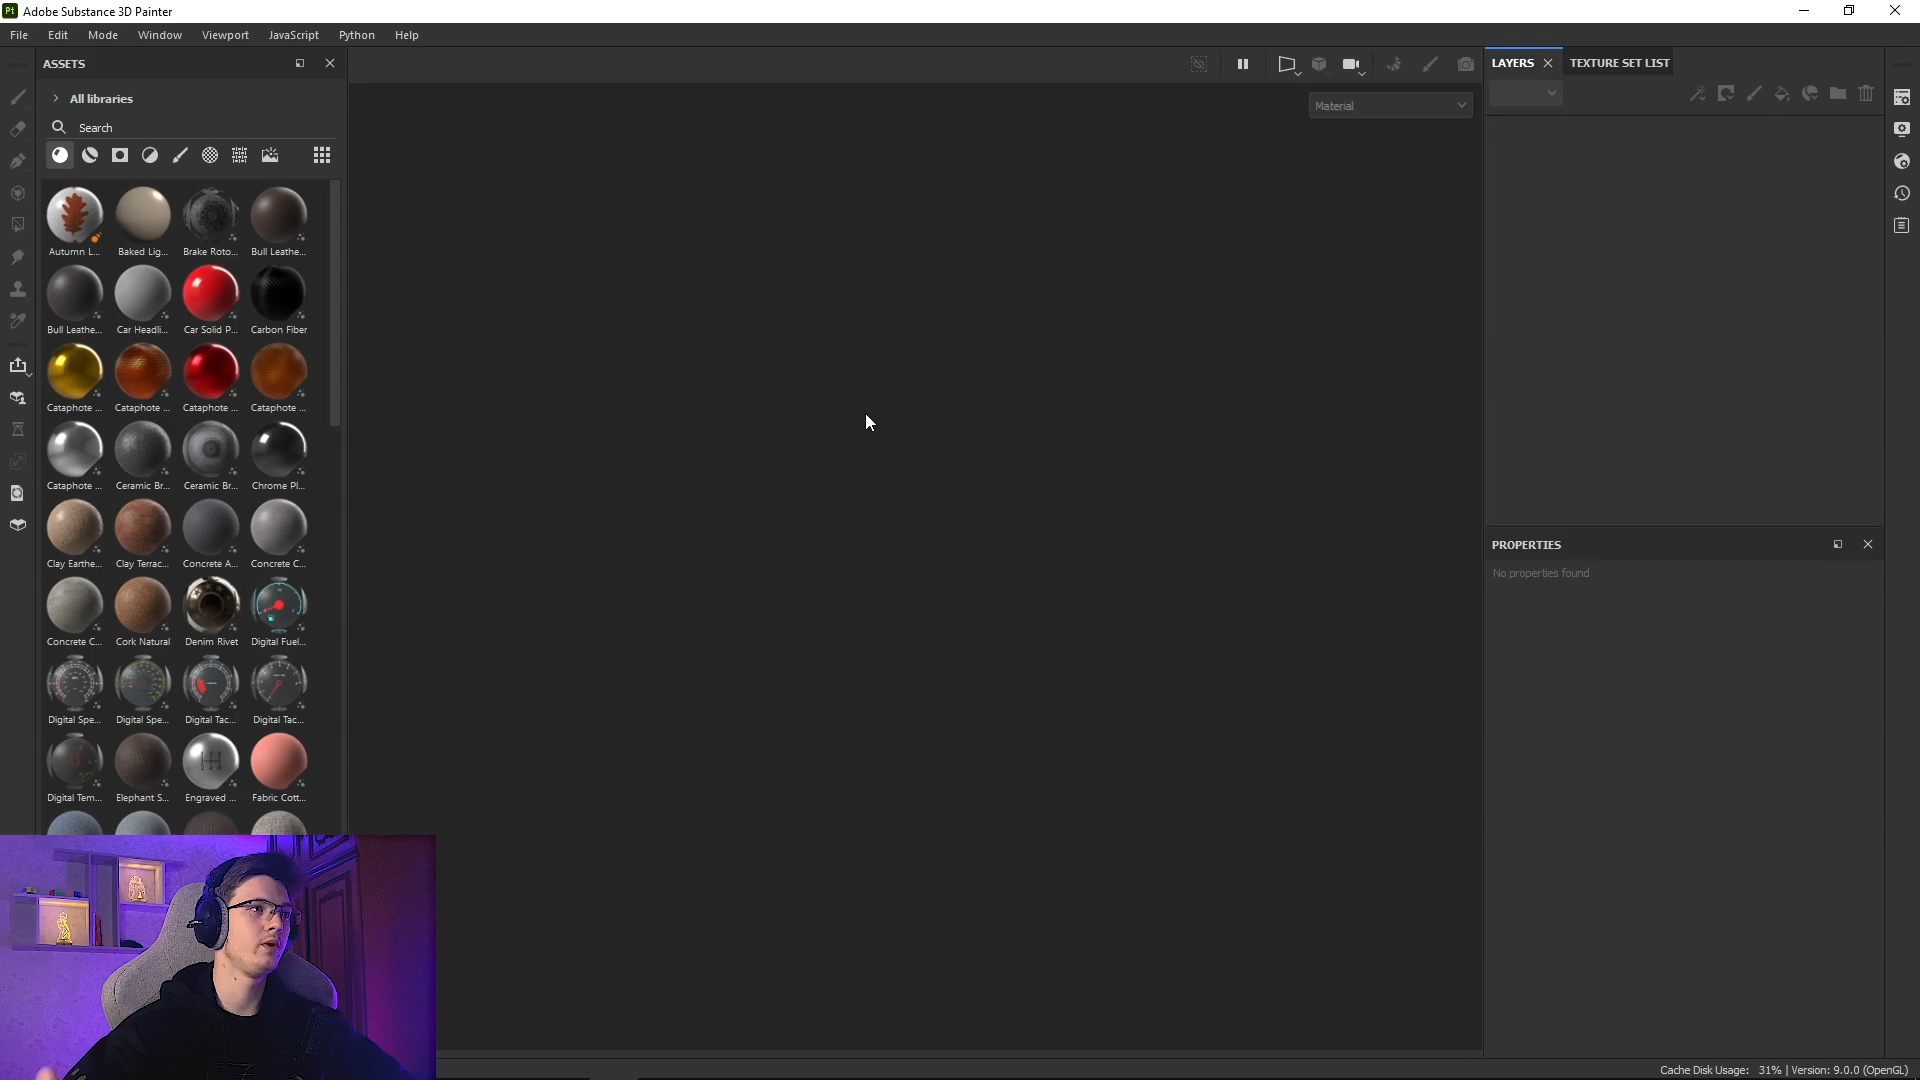 Pt Adobe Substance 3D Painter
File Edit Mode Window Viewport JavaScript Python Help
ASSETS
All libraries
Search
Autumn L... Baked Lig... Brake Roto... Bull Leathe...
Bull Leathe... Car Headli... Car Solid P... Carbon Fiber
Cataphote ... Cataphote ... Cataphote ... Cataphote ...
Cataphote ... Ceramic Br... Ceramic Br... Chrome Pl...
Clay Earthe... Clay Terrac... Concrete A... Concrete C...
Concrete C... Cork Natural Denim Rivet Digital Fuel...
Digital Spe... Digital Spe... Digital Tac... Digital Tac...
Digital Tem... Elephant S... Engraved ... Fabric Cott...
Material
LAYERS TEXTURE SET LIST
PROPERTIES
No properties found
Cache Disk Usage: 31% | Version: 9.0.0 (OpenGL)